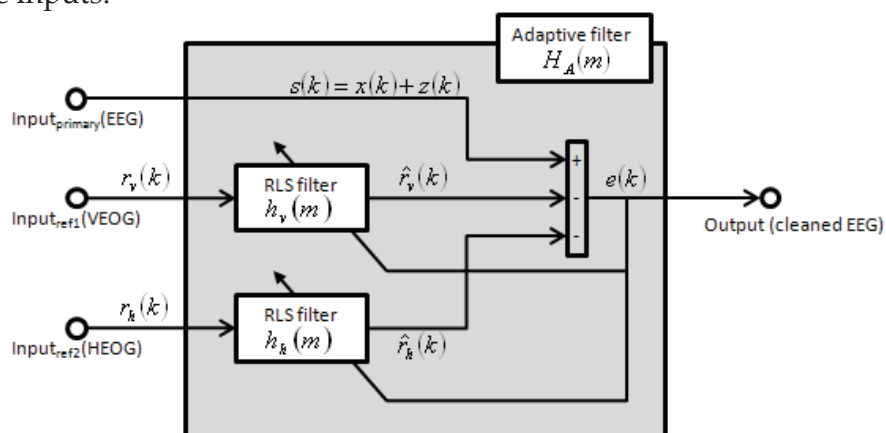 e inputs.
Adaptive filter
H_A(m)
s(k) = x(k) + z(k)
Input_primary(EEG)
r_v(k)
RLS filter
h_v(m)
r̂_v(k)
+
-
-
e(k)
Input_ref1(VEOG)
Output (cleaned EEG)
r_h(k)
RLS filter
h_h(m)
r̂_h(k)
Input_ref2(HEOG)